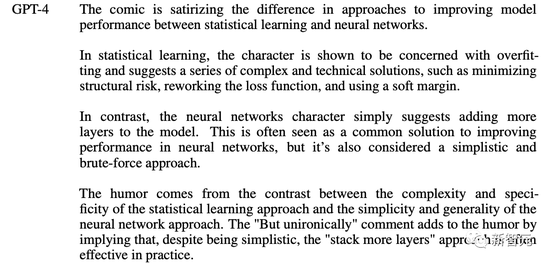 GPT-4 The comic is satirizing the difference in approaches to improving model
performance between statistical learning and neural networks.
In statistical learning, the character is shown to be concerned with overfit-
ting and suggests a series of complex and technical solutions, such as minimizing
structural risk, reworking the loss function, and using a soft margin.
In contrast, the neural networks character simply suggests adding more
layers to the model. This is often seen as a common solution to improving
performance in neural networks, but it's also considered a simplistic and
brute-force approach.
The humor comes from the contrast between the complexity and speci-
ficity of the statistical learning approach and the simplicity and generality of the
neural network approach. The "But unironically" comment adds to the humor by
implying that, despite being simplistic, the "stack more layers" approach is often
effective in practice.
新智元